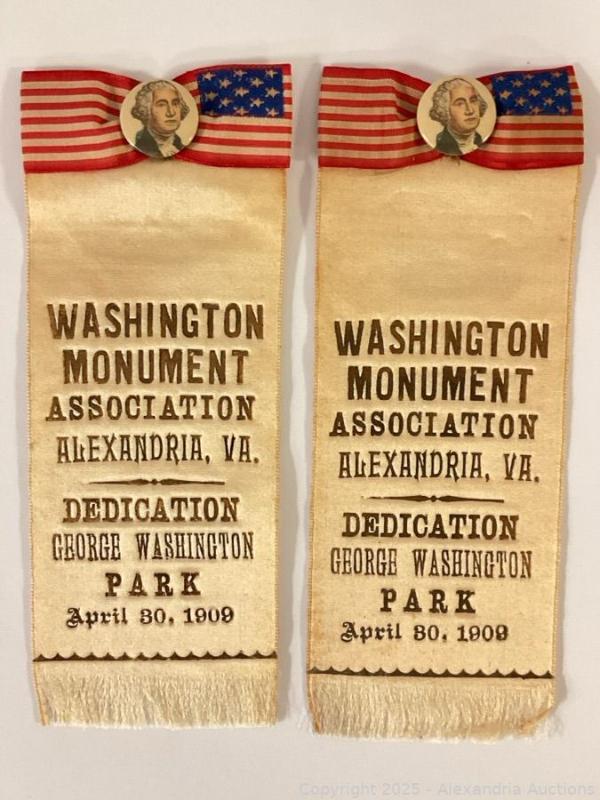 WASHINGTON
MONUMENT
ASSOCIATION
ALEXANDRIA, VA.
DEDICATION
GEORGE WASHINGTON
PARK
April 30, 1909
WASHINGTON
MONUMENT
ASSOCIATION
ALEXANDRIA, VA.
DEDICATION
GEORGE WASHINGTON
PARK
April 30, 1909
Copyright 2025 - Alexandria Auctions